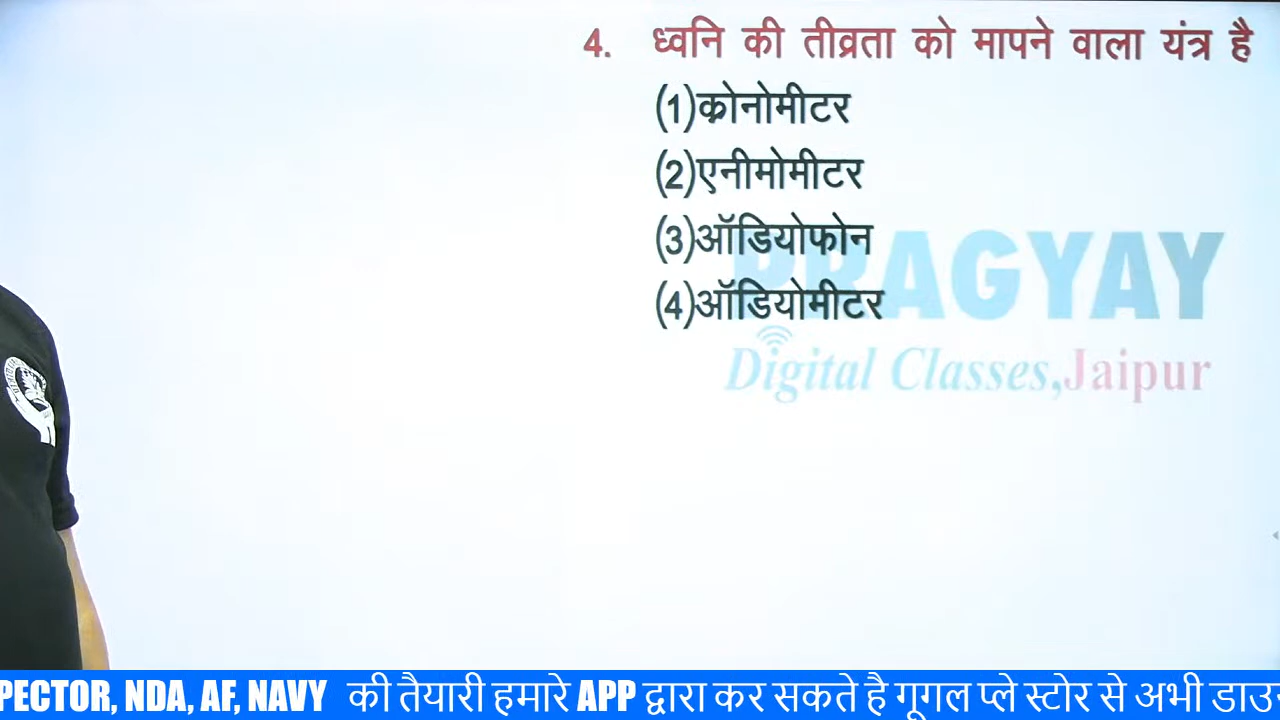 4. ध्वनि की तीव्रता को मापने वाला यंत्र है
(1)क्रोनोमीटर
(2)एनीमोमीटर
(3)ऑडियोफोन
(4)ऑडियोमीटर
PRAGYAY
Digital Classes,Jaipur
PECTOR, NDA, AF, NAVY की तैयारी हमारे APP द्वारा कर सकते है गूगल प्ले स्टोर से अभी डाउ